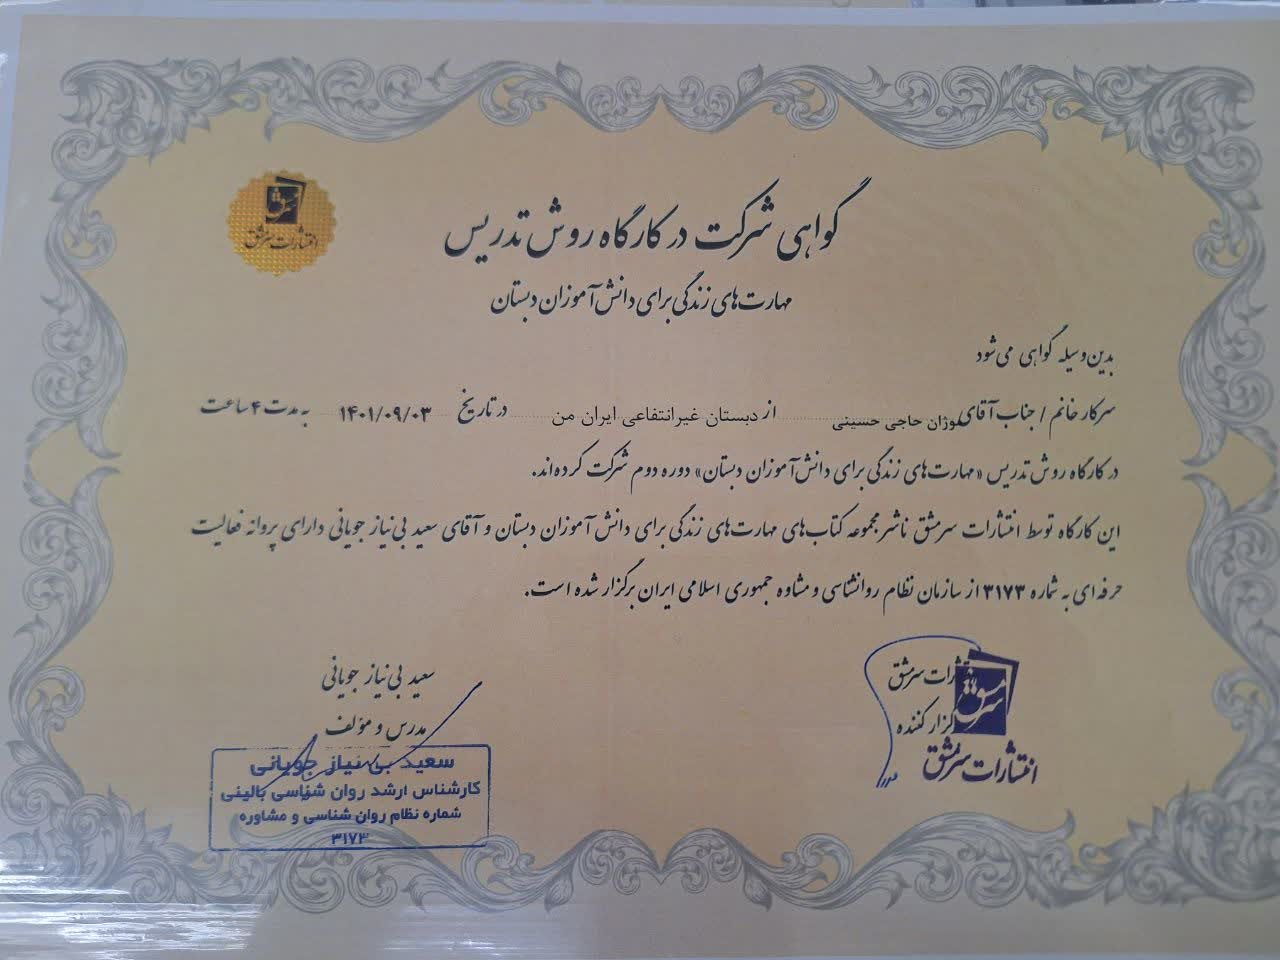 انتشارات سرمشق
گواهی شرکت در کارگاه روش تدریس
مهارت‌های زندگی برای دانش‌آموزان دبستان
بدین‌وسیله گواهی می‌شود
سرکار خانم / جناب آقای حاجی حسینی از دبستان غیرانتفاعی ایران من در تاریخ ۱۴۰۱/۰۹/۰۳ به مدت ۴ ساعت
در کارگاه روش تدریس «مهارت‌های زندگی برای دانش‌آموزان دبستان» دوره دوم شرکت کرده‌اند.
این کارگاه توسط انتشارات سرمشق ناشر مجموعه کتاب‌های مهارت‌های زندگی برای دانش آموزان دبستان و آقای سعید بی‌نیاز جویانی دارای پروانه فعالیت
حرفه‌ای به شماره ۳۱۷۳ از سازمان نظام روانشناسی و مشاوه جمهوری اسلامی ایران برگزار شده است.
انتشارات سرمشق
برگزار کننده
سرمشق
انتشارات سرمشق
سعید بی‌نیاز جویانی
مدرس و مؤلف
سعید بی نیاز جویانی
کارشناس ارشد روان شناسی بالینی
شماره نظام روان شناسی و مشاوره
۳۱۷۳